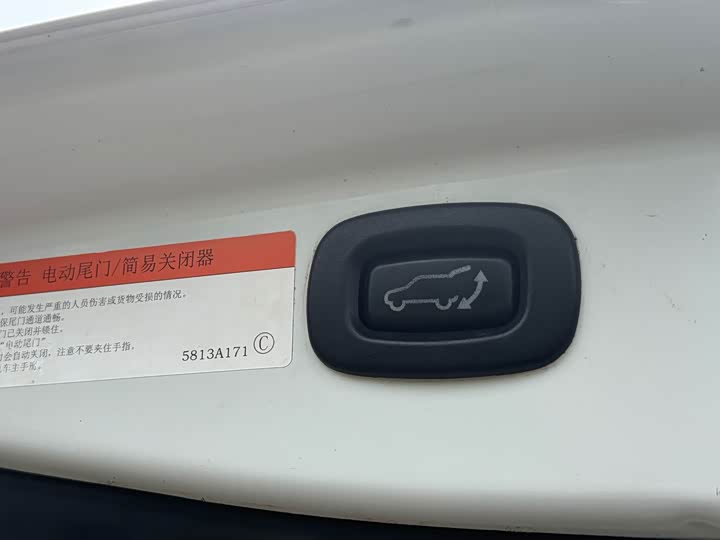 警告 电动尾门/简易关闭器
，可能发生严重的人员伤害或货物受损的情况。
保尾门通道通畅。
门已关闭并锁住。
"电动尾门"
会自动关闭，注意不要夹住手指。
车主手册。
5813A171 Ⓒ